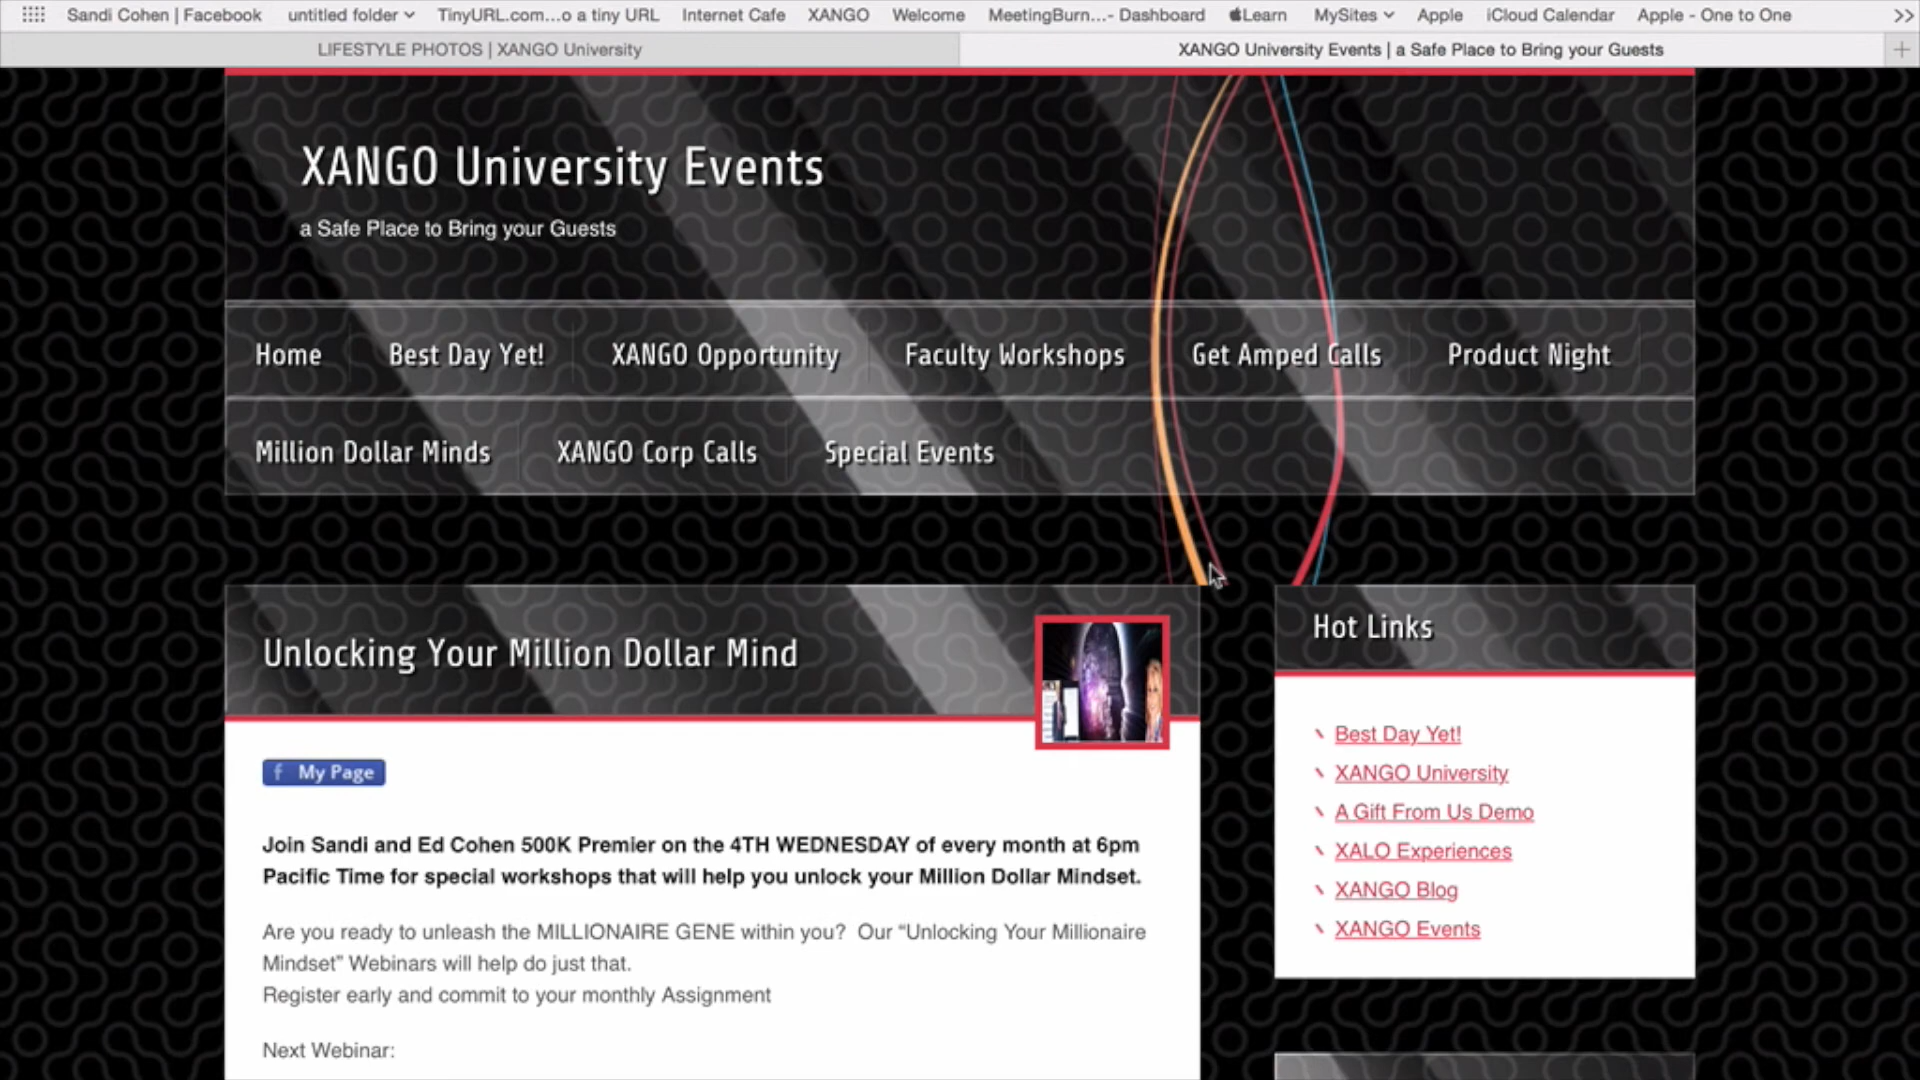 Sandi Cohen | Facebook untitled folder TinyURL.com...o a tiny URL Internet Cafe XANGO Welcome MeetingBurn...- Dashboard Learn MySites Apple iCloud Calendar Apple - One to One
LIFESTYLE PHOTOS | XANGO University
XANGO University Events | a Safe Place to Bring your Guests
XANGO University Events
a Safe Place to Bring your Guests
Home Best Day Yet! XANGO Opportunity Faculty Workshops Get Amped Calls Product Night
Million Dollar Minds XANGO Corp Calls Special Events
Unlocking Your Million Dollar Mind
f My Page
Join Sandi and Ed Cohen 500K Premier on the 4TH WEDNESDAY of every month at 6pm
Pacific Time for special workshops that will help you unlock your Million Dollar Mindset.
Are you ready to unleash the MILLIONAIRE GENE within you? Our “Unlocking Your Millionaire
Mindset” Webinars will help do just that.
Register early and commit to your monthly Assignment
Next Webinar:
Hot Links
Best Day Yet!
XANGO University
A Gift From Us Demo
XALO Experiences
XANGO Blog
XANGO Events